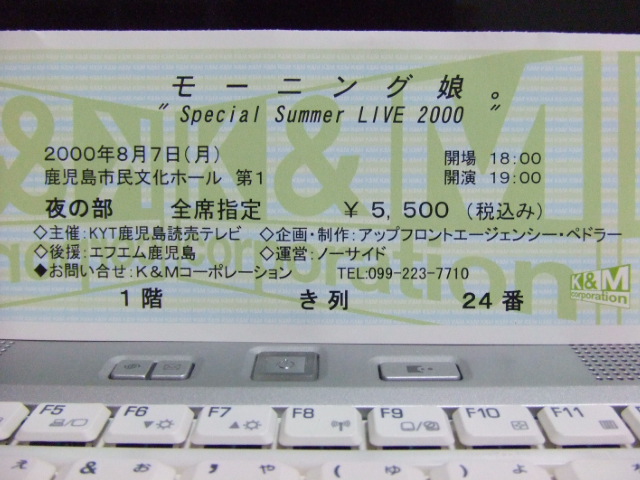 モーニング娘。
"Special Summer LIVE 2000 "
2000年8月7日(月)
開場 18:00
鹿児島市民文化ホール 第1
開演 19:00
夜の部 全席指定 ¥ 5,500 (税込み)
◇主催:KYT鹿児島読売テレビ ◇企画・制作:アップフロントエージェンシー・ペドラー
◇後援:エフエム鹿児島 ◇運営:ノーサイド
◆お問い合せ:K&Mコーポレーション TEL:099-223-7710
1階 き列 24番
K&M
corporation
K&M
corporation
F5 F6 F7 F8 F9 F10 F11
ぇ & ぉ ' ゃ ( ゅ ) ょ